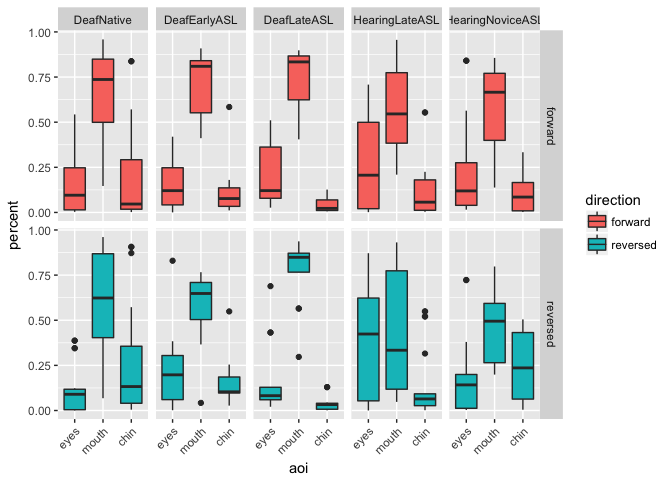 DeafNative DeafEarlyASL DeafLateASL HearingLateASL HearingNoviceASL
1.00
0.75
0.50
0.25
0.00
forward
1.00
0.75
0.50
0.25
0.00
reversed
percent
eyes mouth chin eyes mouth chin eyes mouth chin eyes mouth chin eyes mouth chin
aoi
direction
forward
reversed